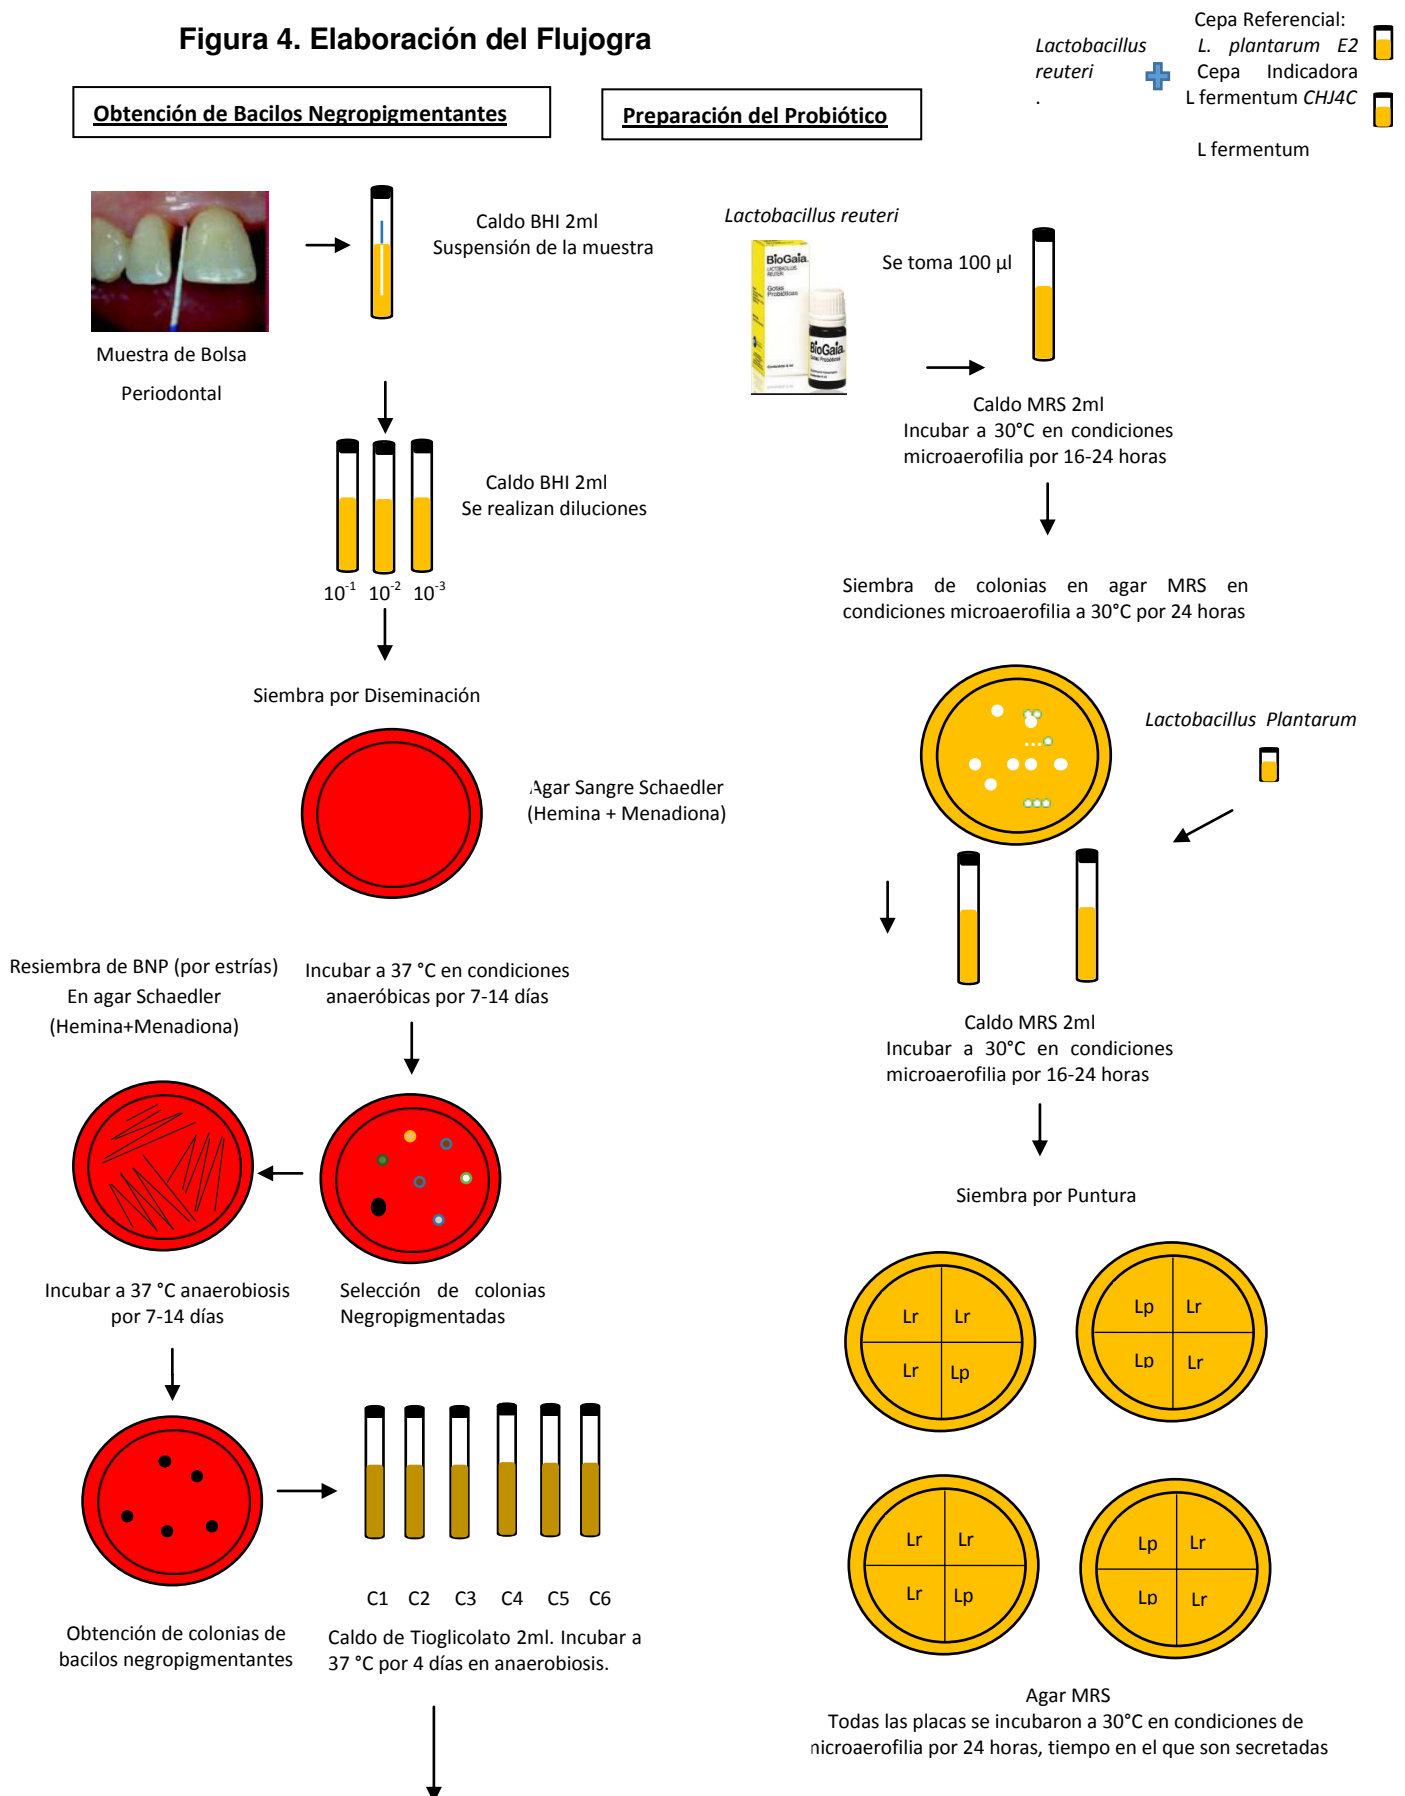 Figura 4. Elaboración del Flujogra
Lactobacillus
reuteri
.
Cepa Referencial:
L. plantarum E2
Cepa Indicadora
L fermentum CHJ4C
L fermentum
Obtención de Bacilos Negropigmentantes
Preparación del Probiótico
Caldo BHI 2ml
Suspensión de la muestra
Muestra de Bolsa
Periodontal
Caldo BHI 2ml
Se realizan diluciones
10⁻¹ 10⁻² 10⁻³
Siembra por Diseminación
Agar Sangre Schaedler
(Hemina + Menadiona)
Incubar a 37 °C en condiciones
anaeróbicas por 7-14 días
Resiembra de BNP (por estrías)
En agar Schaedler
(Hemina+Menadiona)
Selección de colonias
Negropigmentadas
Incubar a 37 °C anaerobiosis
por 7-14 días
Obtención de colonias de
bacilos negropigmentantes
C1 C2 C3 C4 C5 C6
Caldo de Tioglicolato 2ml. Incubar a
37 °C por 4 días en anaerobiosis.
Lactobacillus reuteri
BioGaia
LACTOBACILLUS
REUTERI
Gotas
Probióticas
BioGaia
Gotas Probióticas
Se toma 100 µl
Caldo MRS 2ml
Incubar a 30°C en condiciones
microaerofilia por 16-24 horas
Siembra de colonias en agar MRS en
condiciones microaerofilia a 30°C por 24 horas
...
Lactobacillus Plantarum
Caldo MRS 2ml
Incubar a 30°C en condiciones
microaerofilia por 16-24 horas
Siembra por Puntura
Lr Lr
Lr Lp
Lp Lr
Lp Lr
Lr Lr
Lr Lp
Lp Lr
Lp Lr
Agar MRS
Todas las placas se incubaron a 30°C en condiciones de
microaerofilia por 24 horas, tiempo en el que son secretadas